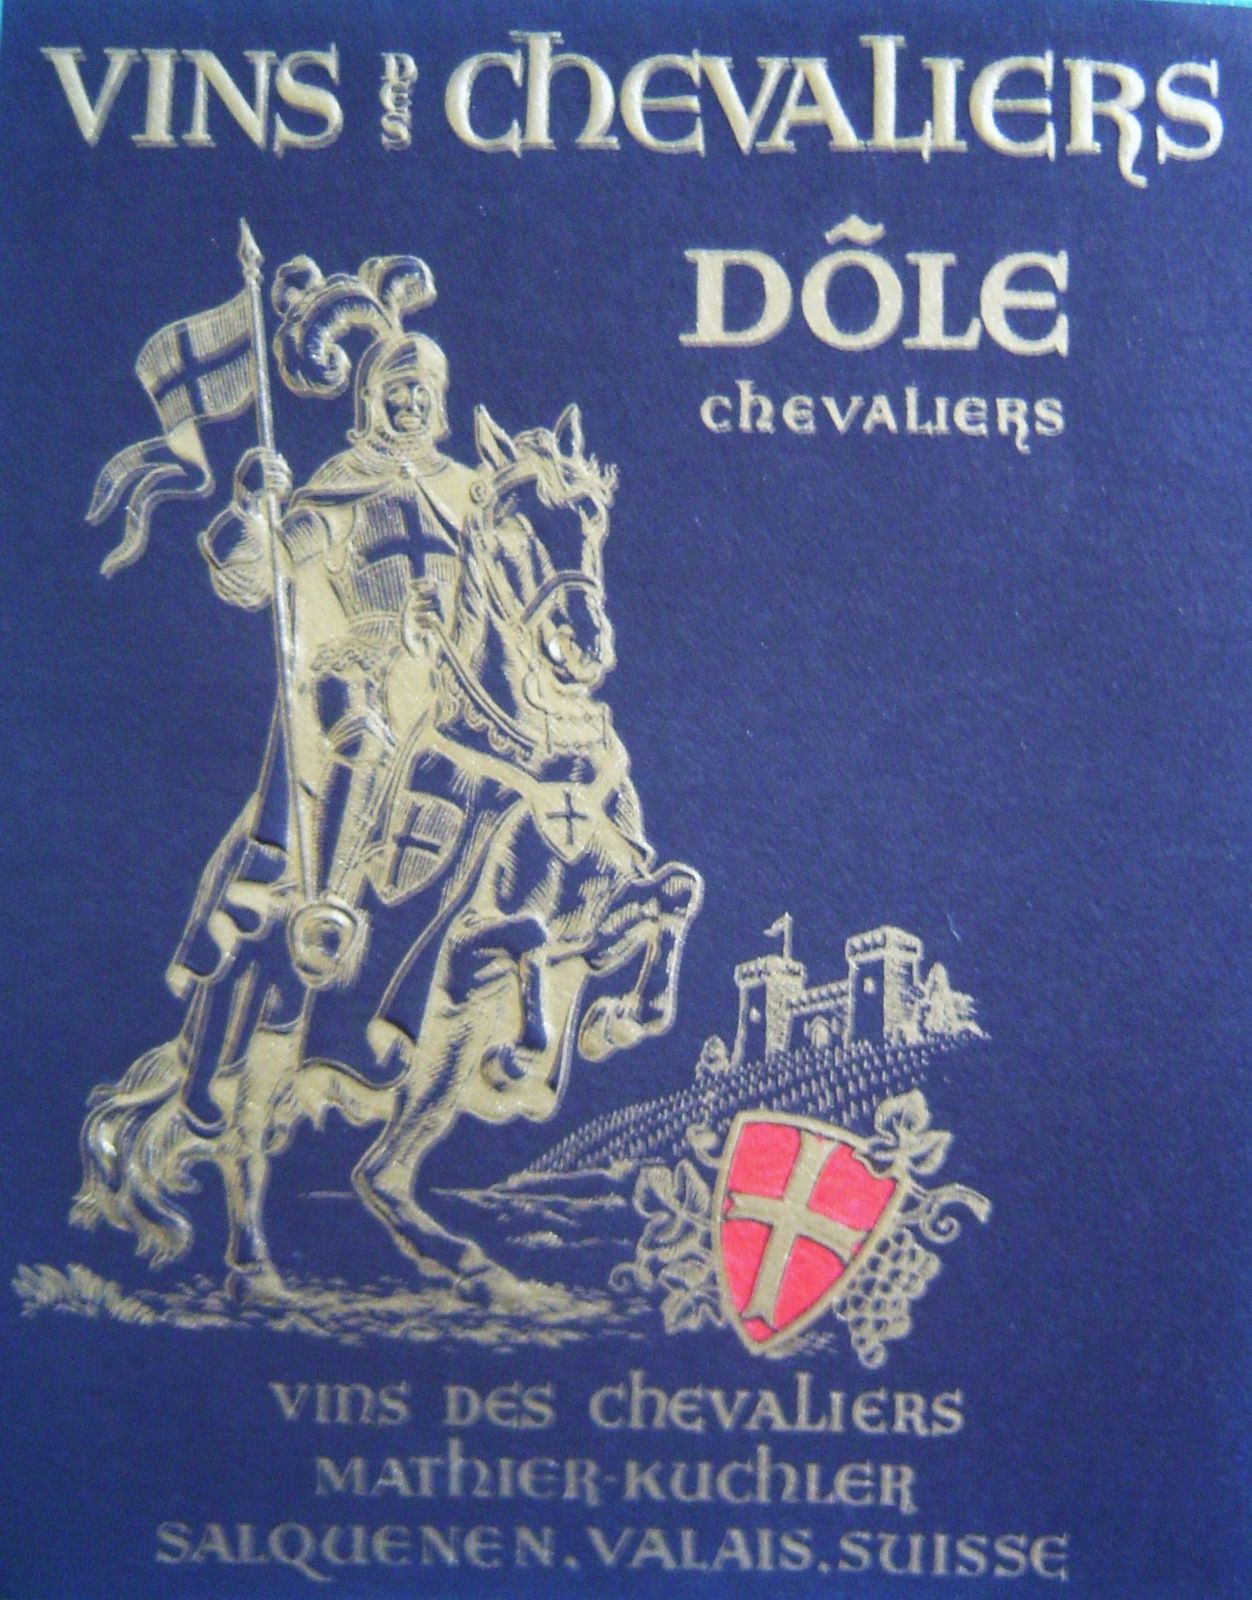 VINS DES CHEVALIERS
DÔLE
CHEVALIERS
VINS DES CHEVALIERS
MATHIER-KUCHLER
SALQUENEN, VALAIS, SUISSE